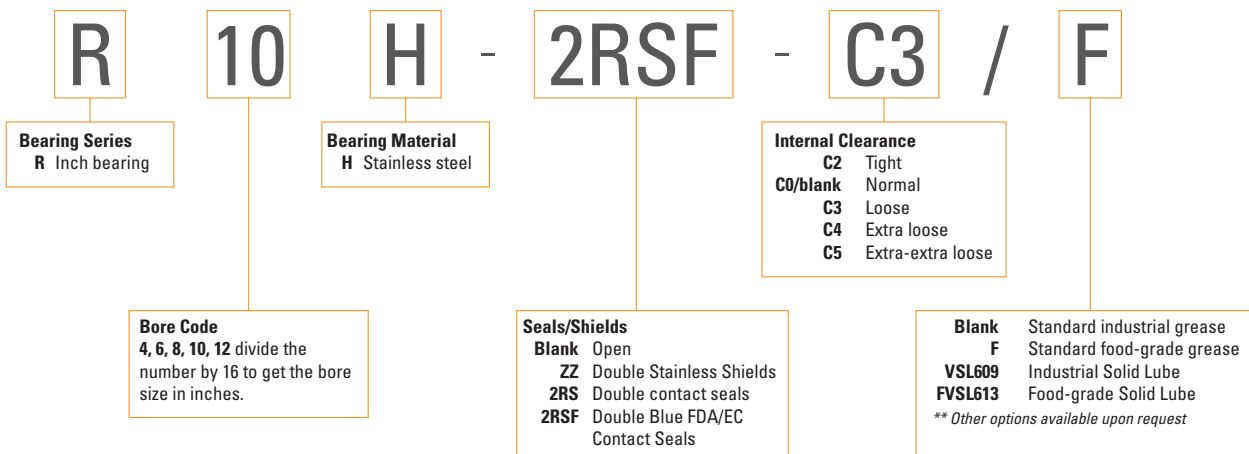 R 10 H - 2RSF - C3 / F
Bearing Series
R Inch bearing
Bearing Material
H Stainless steel
Internal Clearance
C2 Tight
C0/blank Normal
C3 Loose
C4 Extra loose
C5 Extra-extra loose
Bore Code
4, 6, 8, 10, 12 divide the
number by 16 to get the bore
size in inches.
Seals/Shields
Blank Open
ZZ Double Stainless Shields
2RS Double contact seals
2RSF Double Blue FDA/EC
Contact Seals
Blank Standard industrial grease
F Standard food-grade grease
VSL609 Industrial Solid Lube
FVSL613 Food-grade Solid Lube
** Other options available upon request